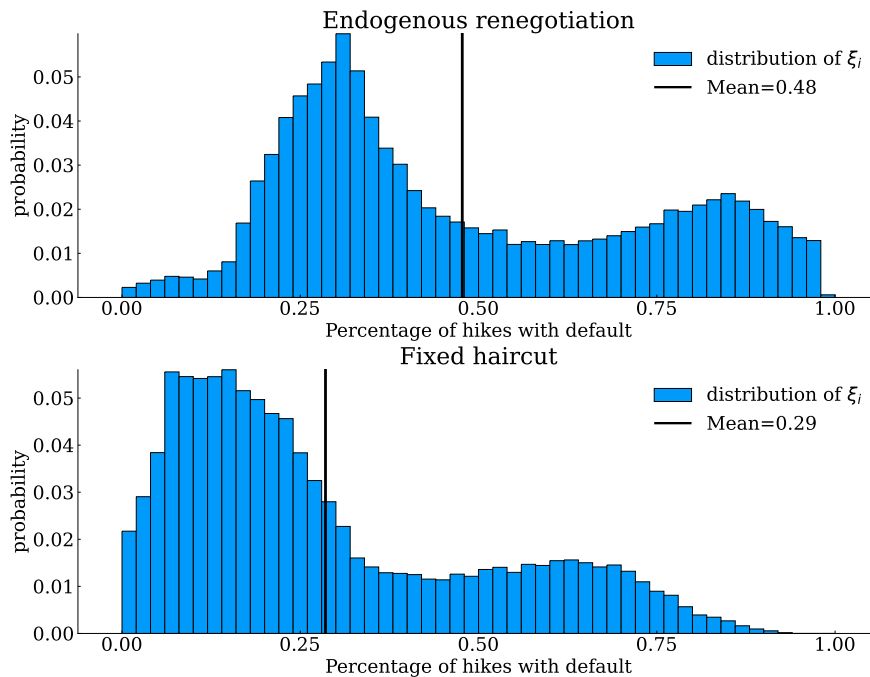 Endogenous renegotiation
distribution of ξᵢ
Mean=0.48
probability
0.05
0.04
0.03
0.02
0.01
0.00
0.00 0.25 0.50 0.75 1.00
Percentage of hikes with default
Fixed haircut
distribution of ξᵢ
Mean=0.29
probability
0.05
0.04
0.03
0.02
0.01
0.00
0.00 0.25 0.50 0.75 1.00
Percentage of hikes with default